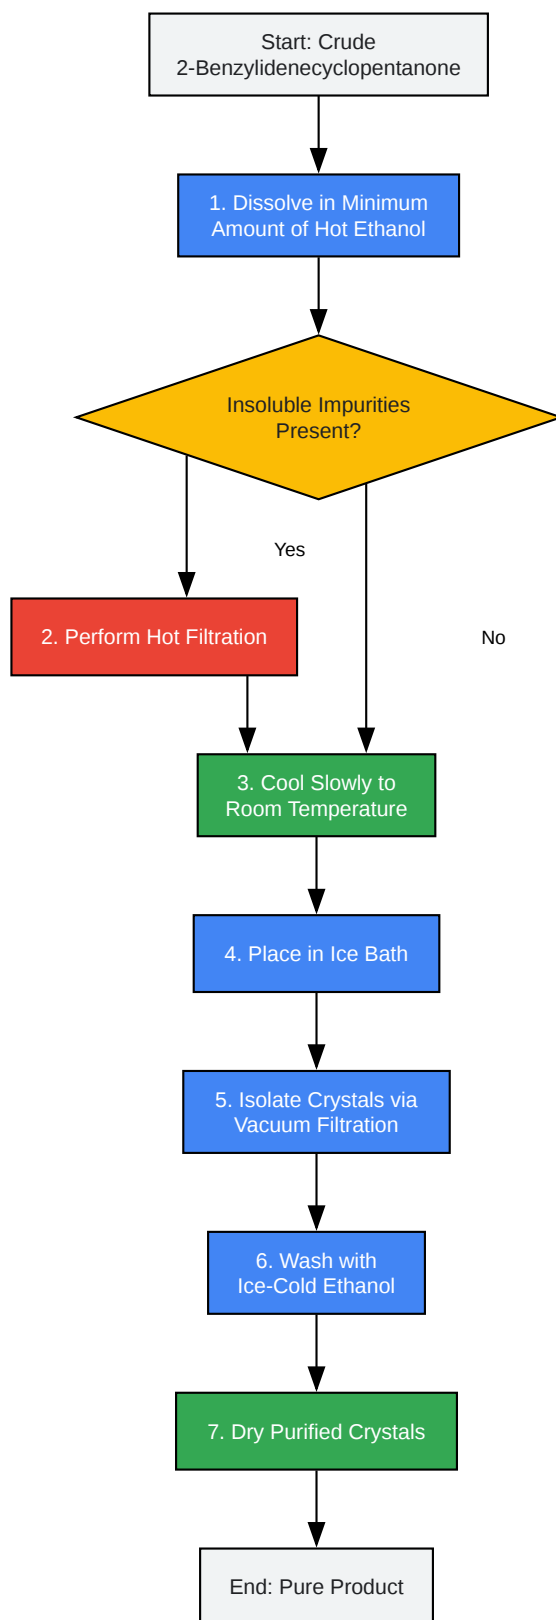 Start: Crude
2-Benzylidenecyclopentanone
1. Dissolve in Minimum
Amount of Hot Ethanol
Insoluble Impurities
Present?
Yes
2. Perform Hot Filtration
No
3. Cool Slowly to
Room Temperature
4. Place in Ice Bath
5. Isolate Crystals via
Vacuum Filtration
6. Wash with
Ice-Cold Ethanol
7. Dry Purified Crystals
End: Pure Product